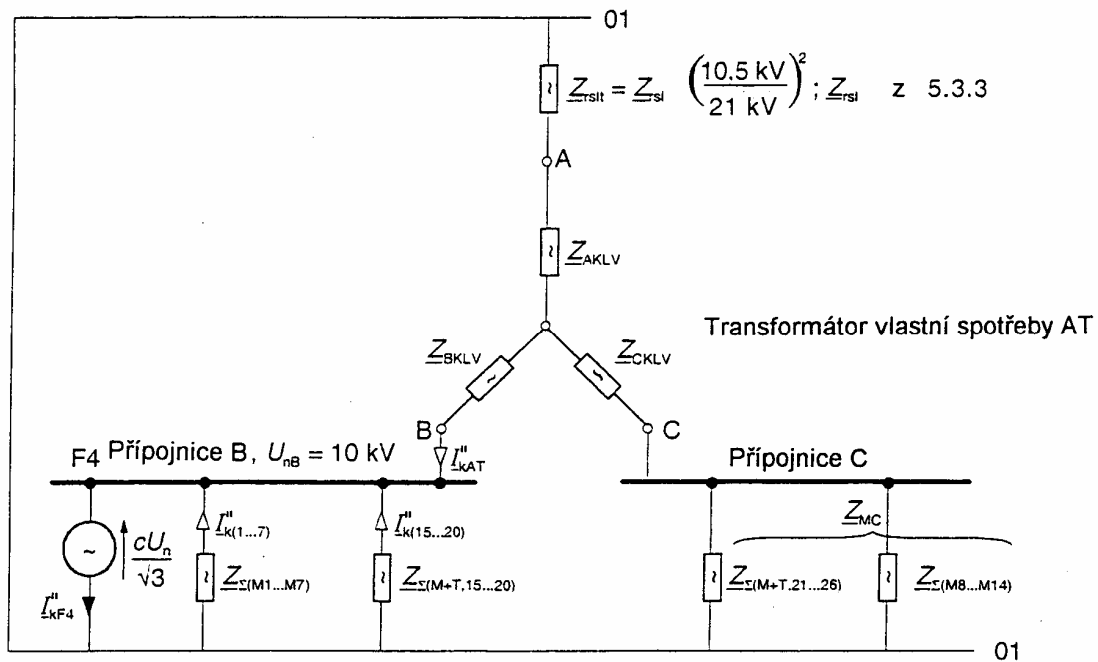 01
Z_rslt = Z_rsl (10,5 kV / 21 kV)² ; Z_rsl z 5.3.3
A
Z_AKLV
Transformátor vlastní spotřeby AT
Z_BKLV
Z_CKLV
B
C
I"_kAT
F4 Přípojnice B, U_nB = 10 kV
Přípojnice C
cU_n / √3
I"_kF4
I"_k(1...7)
Z_Σ(M1...M7)
I"_k(15...20)
Z_Σ(M+T,15...20)
Z_MC
Z_Σ(M+T,21...26)
Z_Σ(M8...M14)
01